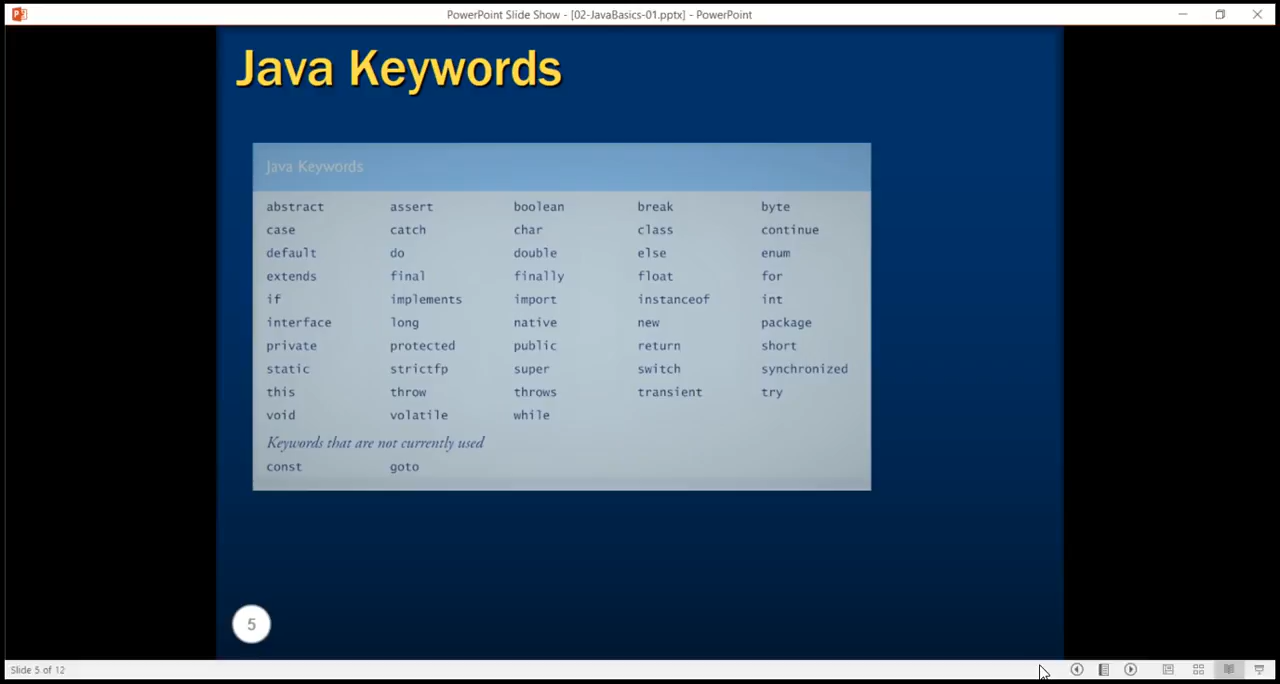 PowerPoint Slide Show - [02-JavaBasics-01.pptx] - PowerPoint
Java Keywords
Java Keywords
abstract assert boolean break byte
case catch char class continue
default do double else enum
extends final finally float for
if implements import instanceof int
interface long native new package
private protected public return short
static strictfp super switch synchronized
this throw throws transient try
void volatile while
Keywords that are not currently used
const goto
5
Slide 5 of 12